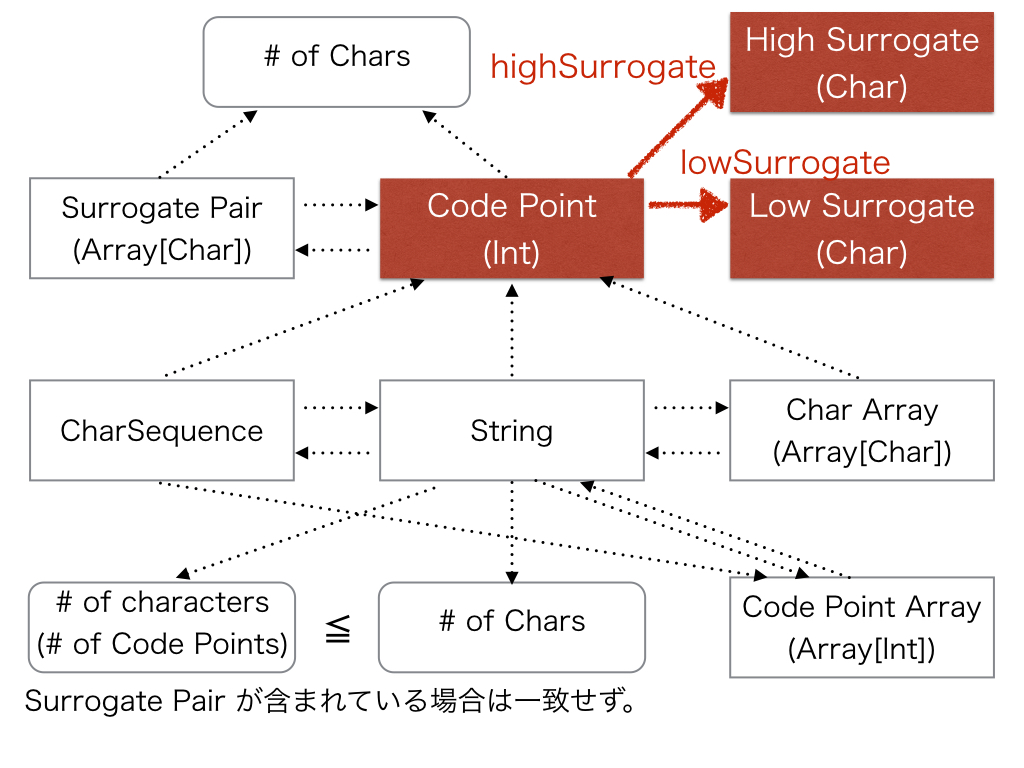 # of Chars
highSurrogate
High Surrogate
(Char)
lowSurrogate
Surrogate Pair
(Array[Char])
Code Point
(Int)
Low Surrogate
(Char)
CharSequence
String
Char Array
(Array[Char])
# of characters
(# of Code Points)
≦
# of Chars
Code Point Array
(Array[Int])
Surrogate Pair が含まれている場合は一致せず。